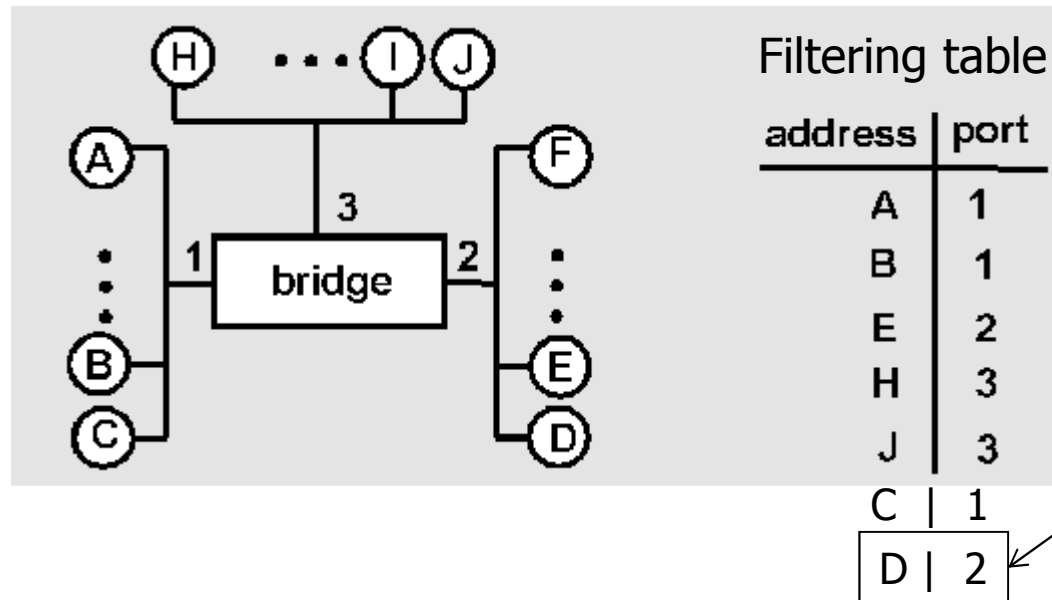 H I J
Filtering table
address | port
A
F
A 1
3
1 2
B 1
bridge
E 2
B
E
H 3
C
D
J 3
C | 1
D | 2